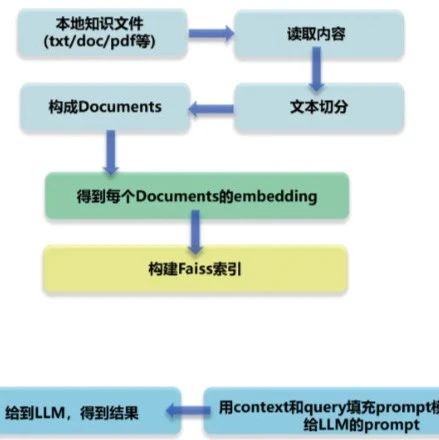 本地知识文件
(txt/doc/pdf等)
读取内容
文本切分
构成Documents
得到每个Documents的embedding
构建Faiss索引
用context和query填充prompt
给LLM的prompt
给到LLM，得到结果